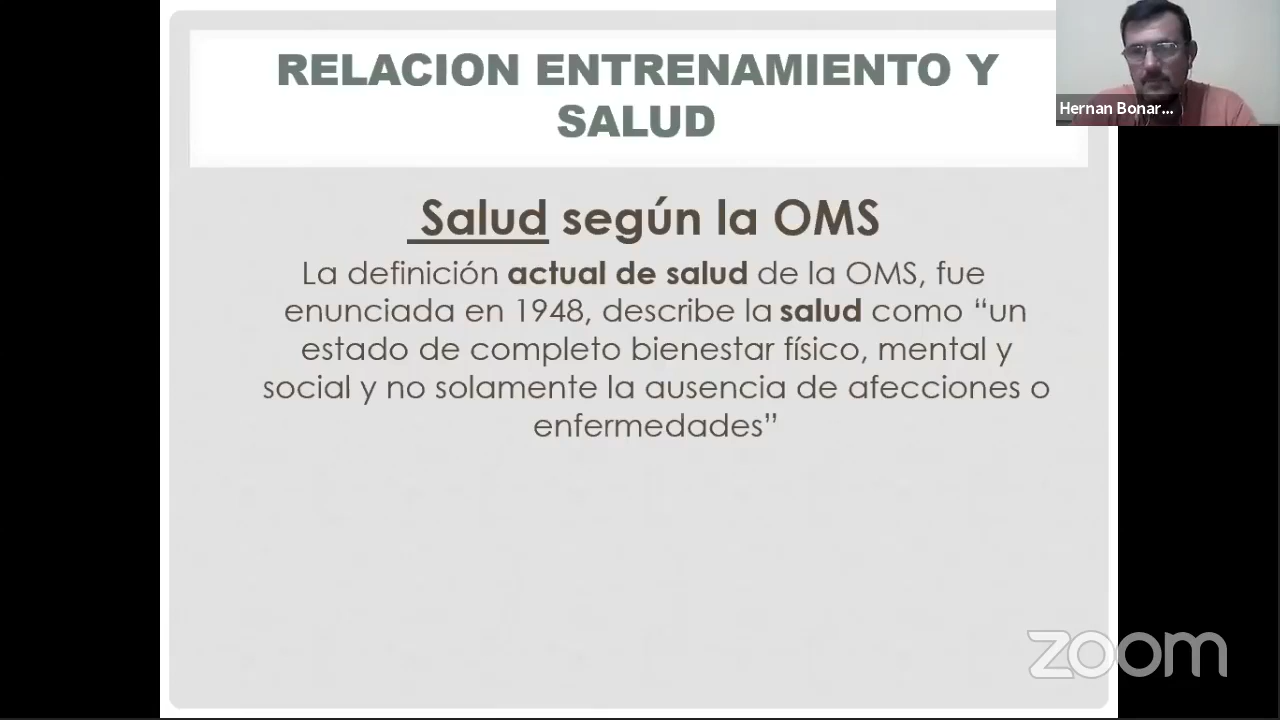 RELACION ENTRENAMIENTO Y
SALUD
Salud según la OMS
La definición actual de salud de la OMS, fue
enunciada en 1948, describe la salud como “un
estado de completo bienestar físico, mental y
social y no solamente la ausencia de afecciones o
enfermedades”
Hernan Bonar...
zoom